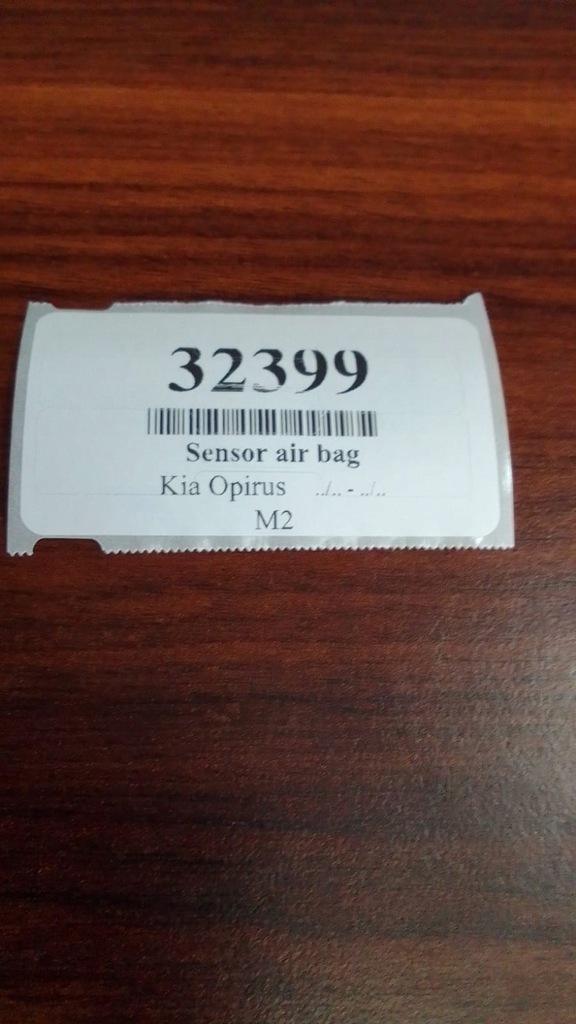 32399
Sensor air bag
Kia Opirus ../.. - ../..
M2